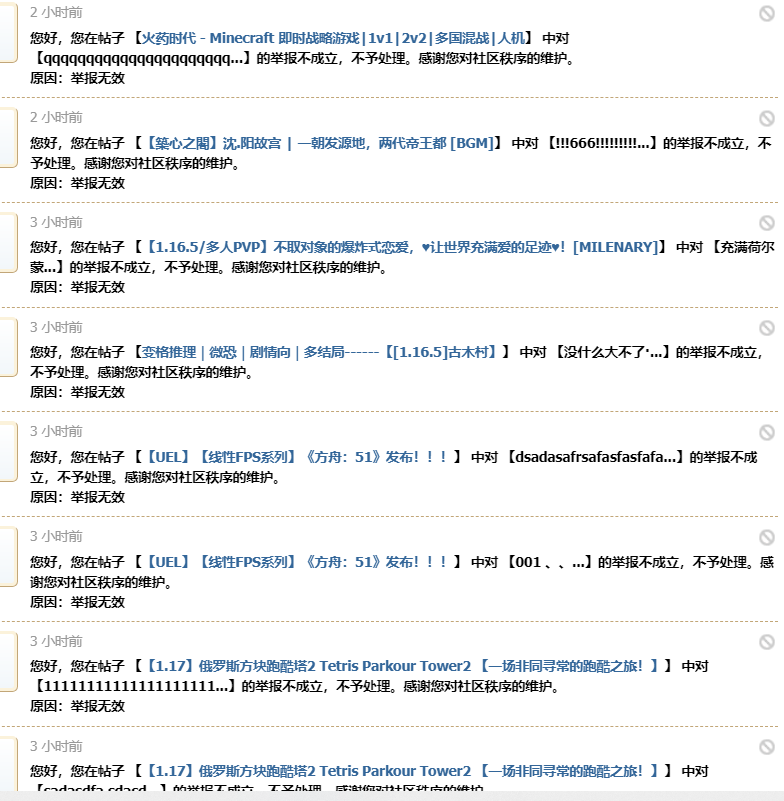 2 小时前
您好，您在帖子 【火药时代 - Minecraft 即时战略游戏|1v1|2v2|多国混战|人机】 中对
【qqqqqqqqqqqqqqqqqqqqqq...】的举报不成立，不予处理。感谢您对社区秩序的维护。
原因：举报无效
2 小时前
您好，您在帖子 【【築心之閣】沈.阳故宫 | 一朝发源地，两代帝王都 [BGM]】 中对 【!!!666!!!!!!!!!...】的举报不成立，不
予处理。感谢您对社区秩序的维护。
原因：举报无效
3 小时前
您好，您在帖子 【【1.16.5/多人PVP】不取对象的爆炸式恋爱，♥让世界充满爱的足迹♥！[MILENARY]】 中对 【充满荷尔
蒙...】的举报不成立，不予处理。感谢您对社区秩序的维护。
原因：举报无效
3 小时前
您好，您在帖子 【变格推理 | 微恐 | 剧情向 | 多结局------【[1.16.5]古木村】】 中对 【没什么大不了·...】的举报不成立，
不予处理。感谢您对社区秩序的维护。
原因：举报无效
3 小时前
您好，您在帖子 【【UEL】【线性FPS系列】《方舟：51》发布！！！】 中对 【dsadasafrsafasfasfafa...】的举报不成
立，不予处理。感谢您对社区秩序的维护。
原因：举报无效
3 小时前
您好，您在帖子 【【UEL】【线性FPS系列】《方舟：51》发布！！！】 中对 【001 、、...】的举报不成立，不予处理。感
谢您对社区秩序的维护。
原因：举报无效
3 小时前
您好，您在帖子 【【1.17】俄罗斯方块跑酷塔2 Tetris Parkour Tower2 【一场非同寻常的跑酷之旅！】】 中对
【11111111111111111111...】的举报不成立，不予处理。感谢您对社区秩序的维护。
原因：举报无效
3 小时前
您好，您在帖子 【【1.17】俄罗斯方块跑酷塔2 Tetris Parkour Tower2 【一场非同寻常的跑酷之旅！】】 中对
【sadasdfa sdasd...】的举报不成立，不予处理。感谢您对社区秩序的维护。